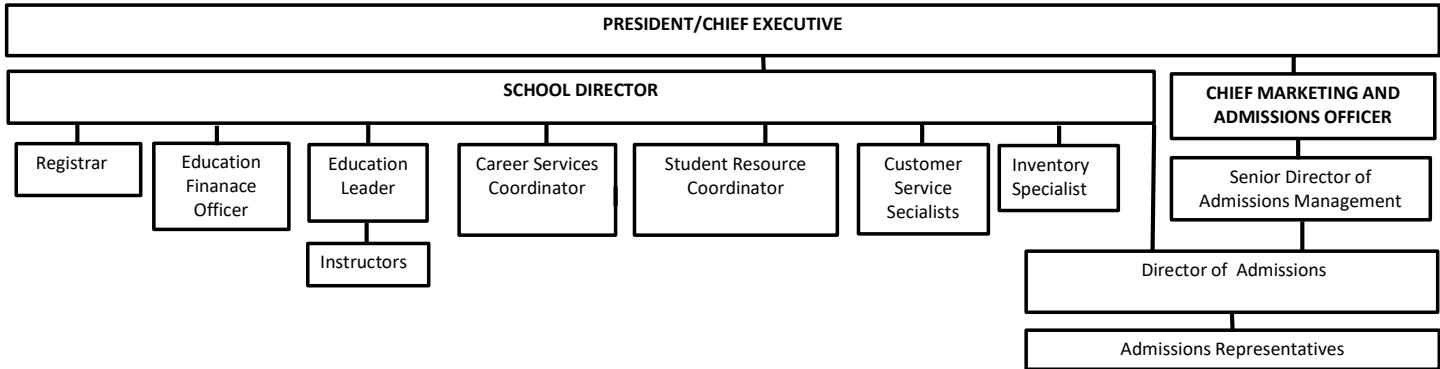 PRESIDENT/CHIEF EXECUTIVE
SCHOOL DIRECTOR
CHIEF MARKETING AND
ADMISSIONS OFFICER
Registrar
Education
Finanace
Officer
Education
Leader
Career Services
Coordinator
Student Resource
Coordinator
Customer
Service
Secialists
Inventory
Specialist
Senior Director of
Admissions Management
Instructors
Director of  Admissions
Admissions Representatives